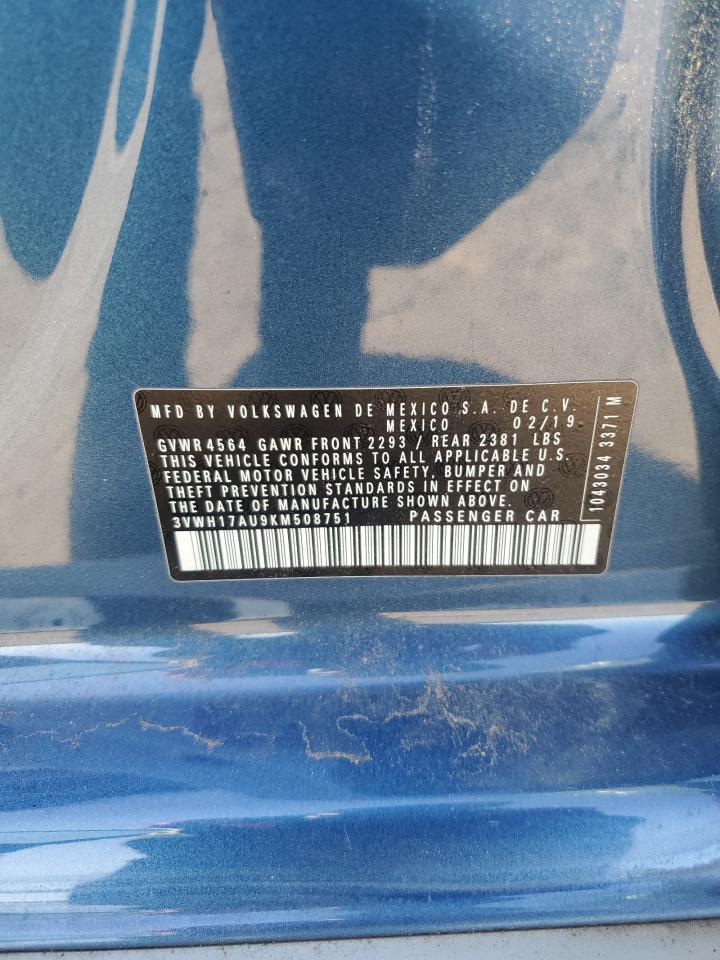 MFD BY VOLKSWAGEN DE MEXICO S.A. DE C.V.
MEXICO 02/19
GVWR 4564 GAWR FRONT 2293 / REAR 2381 LBS
THIS VEHICLE CONFORMS TO ALL APPLICABLE U.S.
FEDERAL MOTOR VEHICLE SAFETY, BUMPER AND
THEFT PREVENTION STANDARDS IN EFFECT ON
THE DATE OF MANUFACTURE SHOWN ABOVE.
3VWH17AU9KM508751 PASSENGER CAR
1043034 3371 M